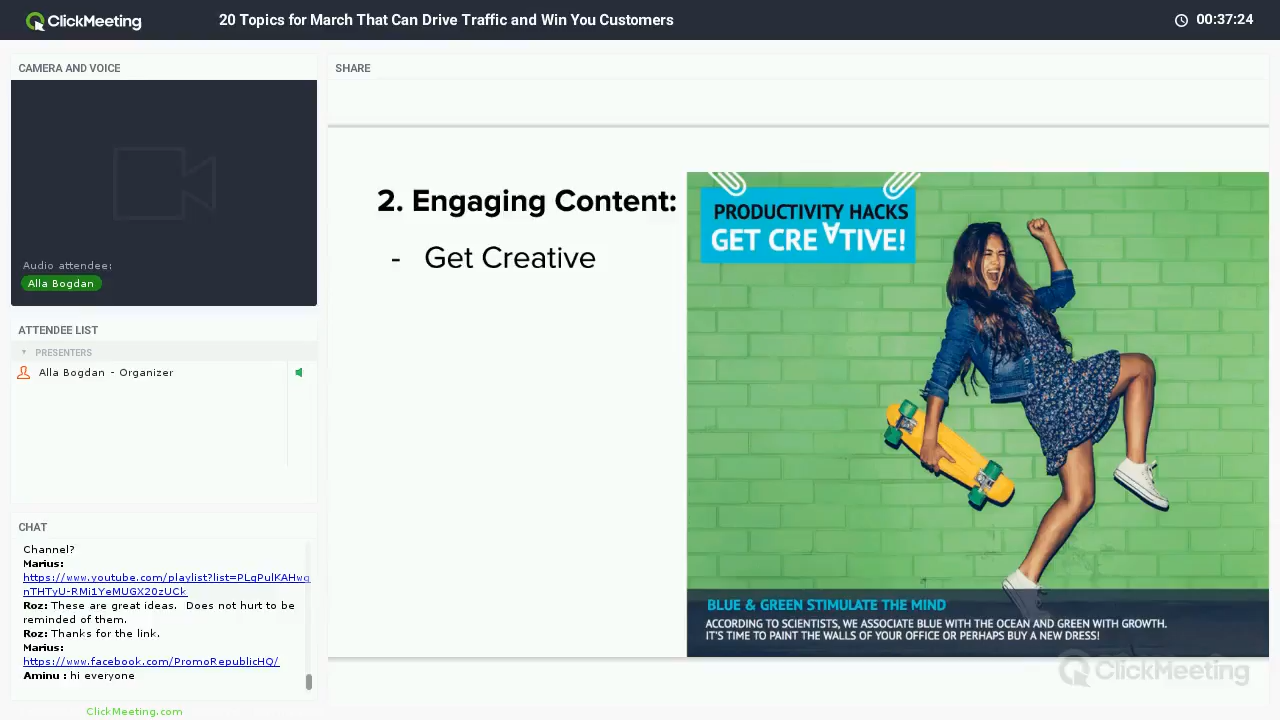 ClickMeeting
20 Topics for March That Can Drive Traffic and Win You Customers
00:37:24
CAMERA AND VOICE
Audio attendee:
Alla Bogdan
ATTENDEE LIST
PRESENTERS
Alla Bogdan - Organizer
CHAT
Channel?
Marius:
https://www.youtube.com/playlist?list=PLgPulKAHwg
nTHTyU-RMi1YeMUGX20zUCk
Roz: These are great ideas. Does not hurt to be
reminded of them.
Roz: Thanks for the link.
Marius:
https://www.facebook.com/PromoRepublicHQ/
Aminu : hi everyone
ClickMeeting.com
SHARE
2. Engaging Content:
- Get Creative
PRODUCTIVITY HACKS
GET CREATIVE!
BLUE & GREEN STIMULATE THE MIND
ACCORDING TO SCIENTISTS, WE ASSOCIATE BLUE WITH THE OCEAN AND GREEN WITH GROWTH.
IT'S TIME TO PAINT THE WALLS OF YOUR OFFICE OR PERHAPS BUY A NEW DRESS!
ClickMeeting